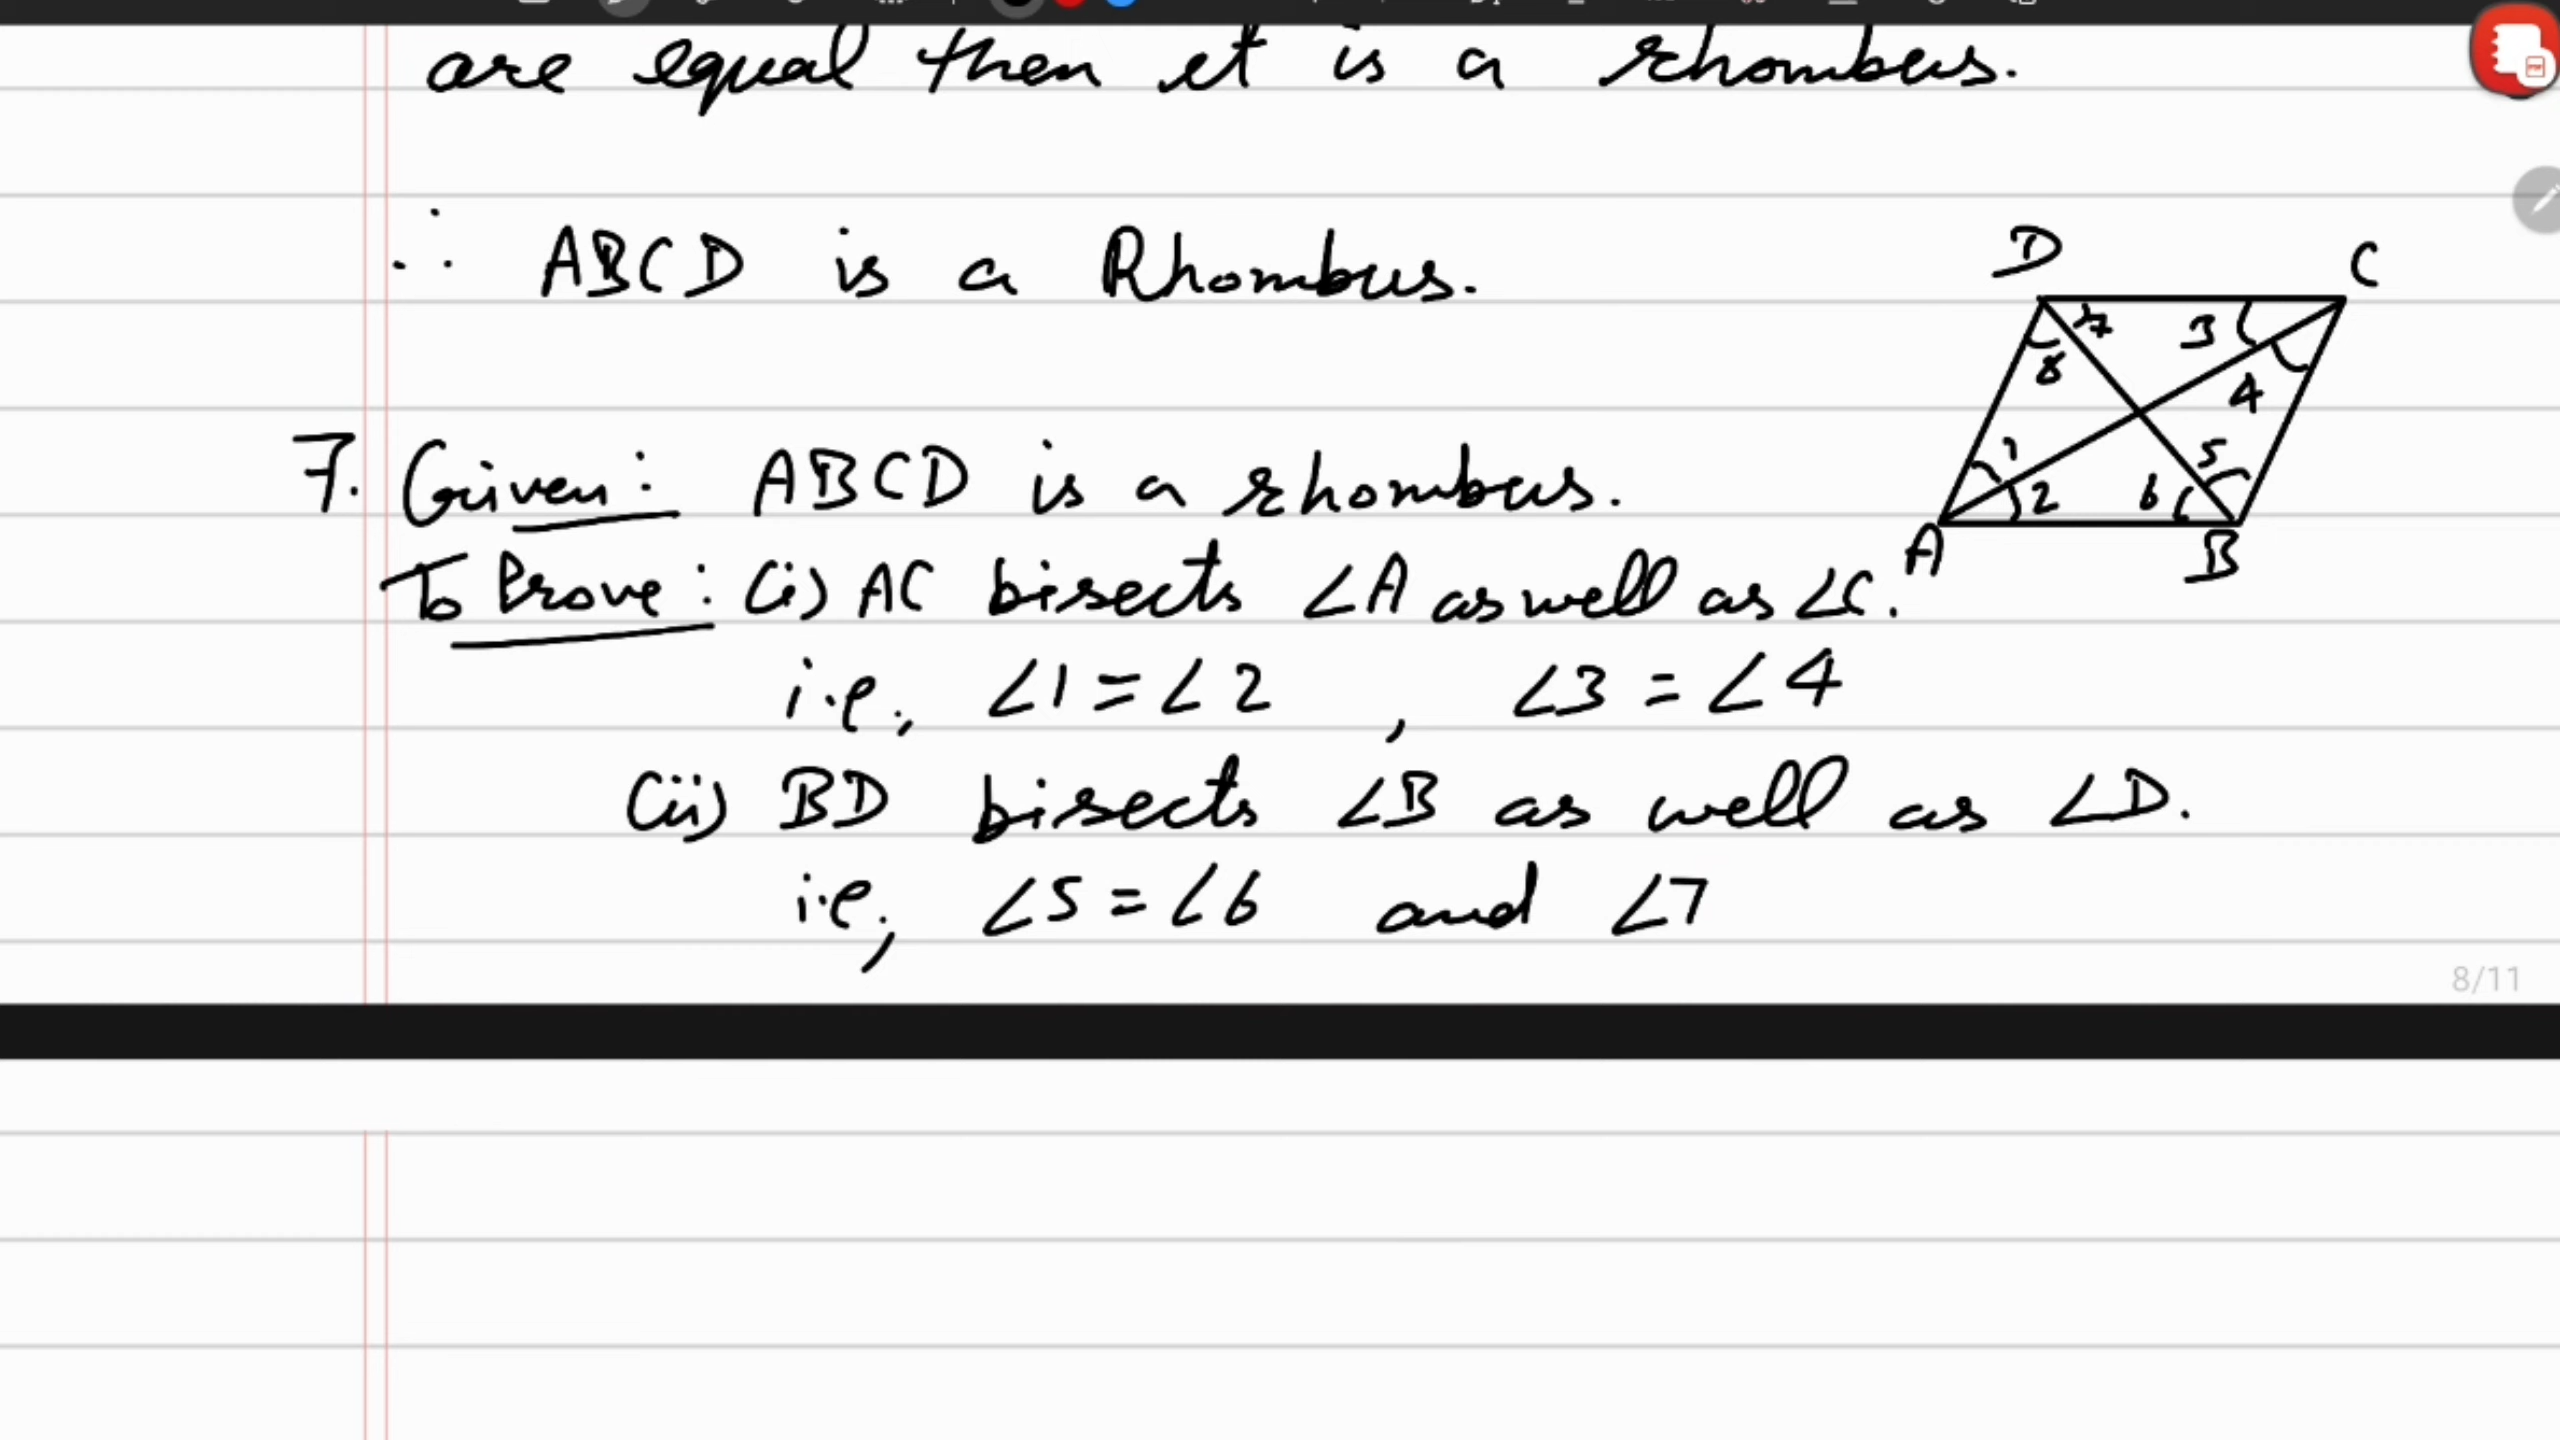 are equal then it is a rhombus.
∴ ABCD is a Rhombus.
D C
7 3
8 4
1 5
2 6
A B
7. Given: ABCD is a rhombus.
To Prove: (i) AC bisects ∠A as well as ∠C.
i.e., ∠1 = ∠2 , ∠3 = ∠4
(ii) BD bisects ∠B as well as ∠D.
i.e., ∠5 = ∠6 and ∠7
8/11